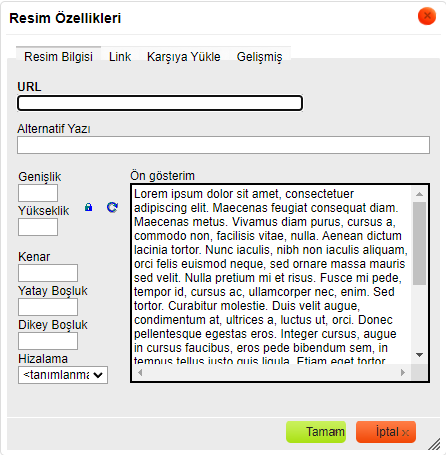 Resim Özellikleri
Resim Bilgisi Link Karşıya Yükle Gelişmiş
URL
Alternatif Yazı
Genişlik
Yükseklik
Kenar
Yatay Boşluk
Dikey Boşluk
Hizalama
<tanımlanma
Ön gösterim
Lorem ipsum dolor sit amet, consectetuer
adipiscing elit. Maecenas feugiat consequat diam.
Maecenas metus. Vivamus diam purus, cursus a,
commodo non, facilisis vitae, nulla. Aenean dictum
lacinia tortor. Nunc iaculis, nibh non iaculis aliquam,
orci felis euismod neque, sed ornare massa mauris
sed velit. Nulla pretium mi et risus. Fusce mi pede,
tempor id, cursus ac, ullamcorper nec, enim. Sed
tortor. Curabitur molestie. Duis velit augue,
condimentum at, ultrices a, luctus ut, orci. Donec
pellentesque egestas eros. Integer cursus, augue
in cursus faucibus, eros pede bibendum sem, in
tempus tellus justo quis ligula. Etiam eget tortor.
Tamam
İptal